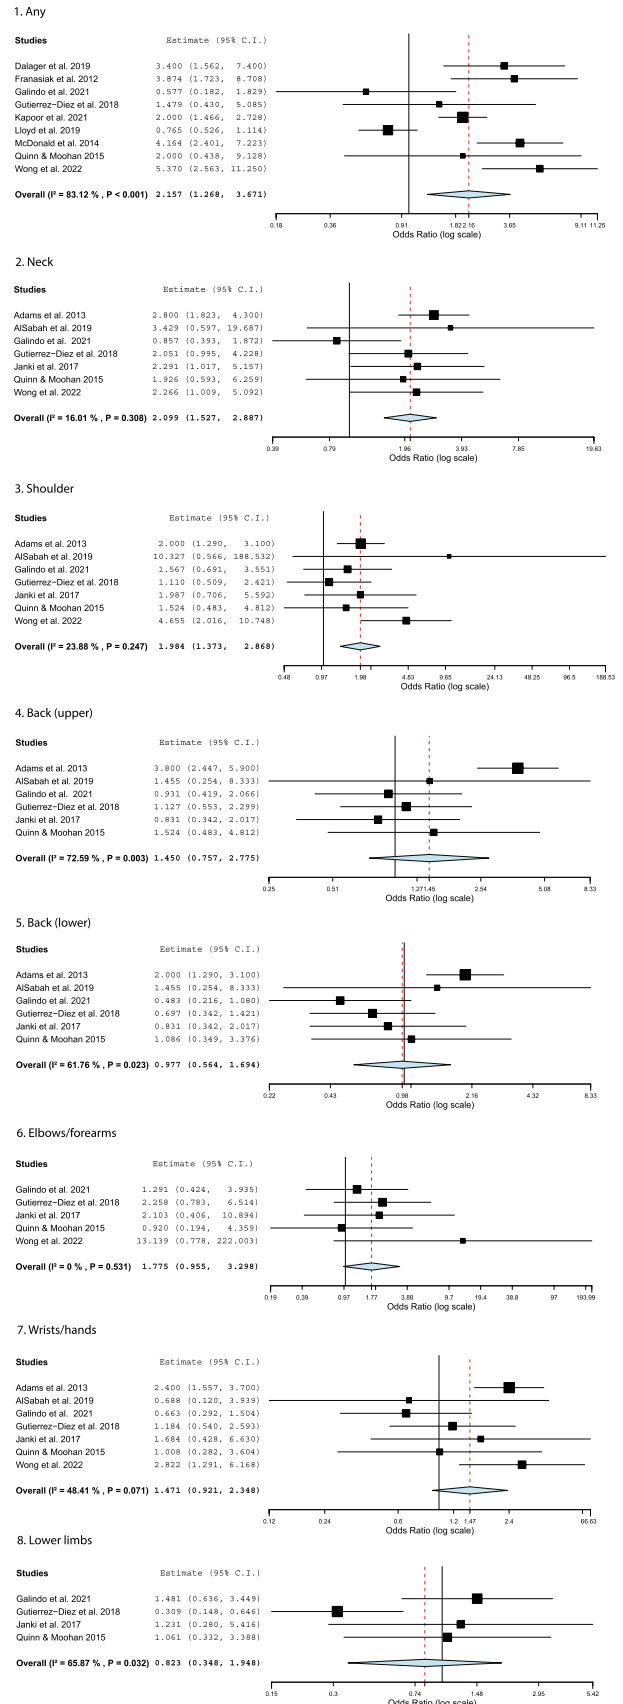 1. Any
Studies Estimate (95% C.I.)
Dalager et al. 2019 3.400 (1.562, 7.400)
Franasiak et al. 2012 3.874 (1.723, 8.708)
Galindo et al. 2021 0.577 (0.182, 1.829)
Gutierrez-Diez et al. 2018 1.479 (0.430, 5.085)
Kapoor et al. 2021 2.000 (1.466, 2.728)
Lloyd et al. 2019 0.765 (0.526, 1.114)
McDonald et al. 2014 4.164 (2.401, 7.223)
Quinn & Moohan 2015 2.000 (0.438, 9.128)
Wong et al. 2022 5.370 (2.563, 11.250)
Overall (I² = 83.12 % , P < 0.001) 2.157 (1.268, 3.671)
0.18 0.36 0.91 1.82 2.16 3.65 9.11 11.25
Odds Ratio (log scale)
2. Neck
Studies Estimate (95% C.I.)
Adams et al. 2013 2.800 (1.823, 4.300)
AlSabah et al. 2019 3.429 (0.597, 19.687)
Galindo et al. 2021 0.857 (0.393, 1.872)
Gutierrez-Diez et al. 2018 2.051 (0.995, 4.228)
Janki et al. 2017 2.291 (1.017, 5.157)
Quinn & Moohan 2015 1.926 (0.593, 6.259)
Wong et al. 2022 2.266 (1.009, 5.092)
Overall (I² = 16.01 % , P = 0.308) 2.099 (1.527, 2.887)
0.39 0.79 1.96 3.93 7.85 19.63
Odds Ratio (log scale)
3. Shoulder
Studies Estimate (95% C.I.)
Adams et al. 2013 2.000 (1.290, 3.100)
AlSabah et al. 2019 10.327 (0.566, 188.532)
Galindo et al. 2021 1.567 (0.691, 3.551)
Gutierrez-Diez et al. 2018 1.110 (0.509, 2.421)
Janki et al. 2017 1.987 (0.706, 5.592)
Quinn & Moohan 2015 1.524 (0.483, 4.812)
Wong et al. 2022 4.655 (2.016, 10.748)
Overall (I² = 23.88 % , P = 0.247) 1.984 (1.373, 2.868)
0.48 0.97 1.98 4.83 9.65 24.13 48.25 96.5 188.53
Odds Ratio (log scale)
4. Back (upper)
Studies Estimate (95% C.I.)
Adams et al. 2013 3.800 (2.447, 5.900)
AlSabah et al. 2019 1.455 (0.254, 8.333)
Galindo et al. 2021 0.931 (0.419, 2.066)
Gutierrez-Diez et al. 2018 1.127 (0.553, 2.299)
Janki et al. 2017 0.831 (0.342, 2.017)
Quinn & Moohan 2015 1.524 (0.483, 4.812)
Overall (I² = 72.59 % , P = 0.003) 1.450 (0.757, 2.775)
0.25 0.51 1.27 1.45 2.54 5.08 8.33
Odds Ratio (log scale)
5. Back (lower)
Studies Estimate (95% C.I.)
Adams et al. 2013 2.000 (1.290, 3.100)
AlSabah et al. 2019 1.455 (0.254, 8.333)
Galindo et al. 2021 0.483 (0.216, 1.080)
Gutierrez-Diez et al. 2018 0.697 (0.342, 1.421)
Janki et al. 2017 0.831 (0.342, 2.017)
Quinn & Moohan 2015 1.086 (0.349, 3.376)
Overall (I² = 61.76 % , P = 0.023) 0.977 (0.564, 1.694)
0.22 0.43 0.98 2.16 4.32 8.33
Odds Ratio (log scale)
6. Elbows/forearms
Studies Estimate (95% C.I.)
Galindo et al. 2021 1.291 (0.424, 3.935)
Gutierrez-Diez et al. 2018 2.258 (0.783, 6.514)
Janki et al. 2017 2.103 (0.406, 10.894)
Quinn & Moohan 2015 0.920 (0.194, 4.359)
Wong et al. 2022 13.139 (0.778, 222.003)
Overall (I² = 0 % , P = 0.531) 1.775 (0.955, 3.298)
0.19 0.39 0.97 1.77 3.88 9.7 19.4 38.8 97 193.99
Odds Ratio (log scale)
7. Wrists/hands
Studies Estimate (95% C.I.)
Adams et al. 2013 2.400 (1.557, 3.700)
AlSabah et al. 2019 0.688 (0.120, 3.939)
Galindo et al. 2021 0.663 (0.292, 1.504)
Gutierrez-Diez et al. 2018 1.184 (0.540, 2.593)
Janki et al. 2017 1.684 (0.428, 6.630)
Quinn & Moohan 2015 1.008 (0.282, 3.604)
Wong et al. 2022 2.822 (1.291, 6.168)
Overall (I² = 48.41 % , P = 0.071) 1.471 (0.921, 2.348)
0.12 0.24 0.6 1.2 1.47 2.4
Odds Ratio (log scale)
8. Lower limbs
Studies Estimate (95% C.I.)
Galindo et al. 2021 1.481 (0.636, 3.449)
Gutierrez-Diez et al. 2018 0.309 (0.148, 0.646)
Janki et al. 2017 1.231 (0.280, 5.416)
Quinn & Moohan 2015 1.061 (0.332, 3.388)
Overall (I² = 65.87 % , P = 0.032) 0.823 (0.348, 1.948)
0.15 0.3 0.74 1.48 2.95 5.42
Odds Ratio (log scale)